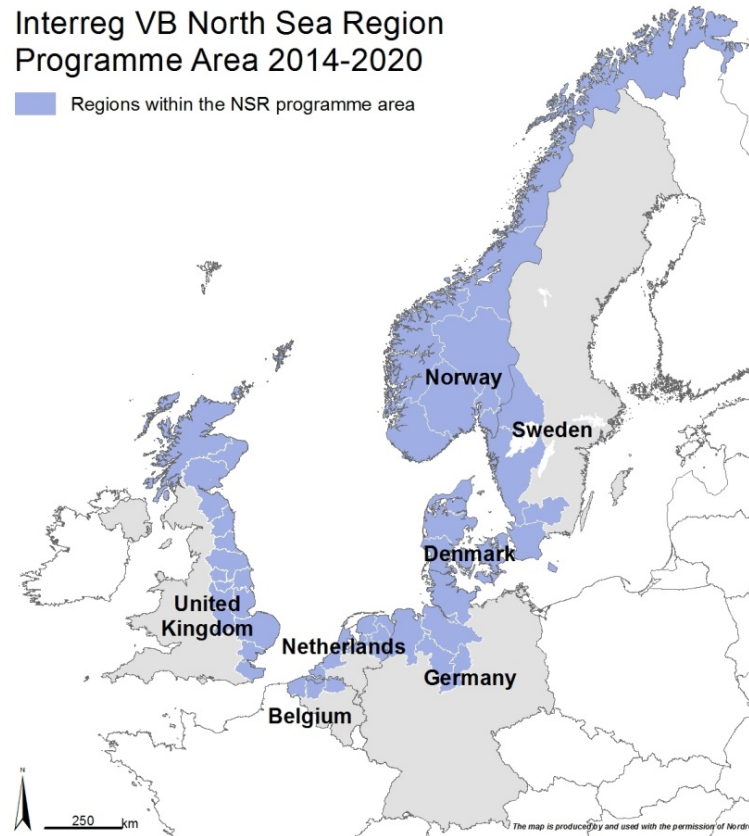 Interreg VB North Sea Region
Programme Area 2014-2020
Regions within the NSR programme area
Norway
Sweden
Denmark
United
Kingdom
Netherlands
Germany
Belgium
N
250 km
The map is produced by and used with the permission of Nordr